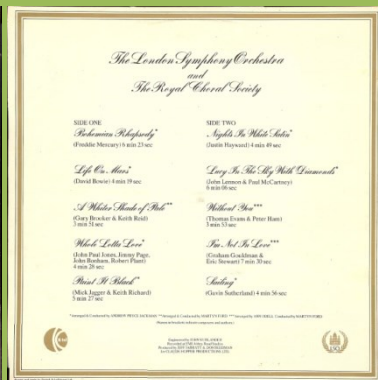 The London Symphony Orchestra
and
The Royal Choral Society
SIDE ONE
Bohemian Rhapsody*
(Freddie Mercury) 6 min 23 sec
Life On Mars*
(David Bowie) 4 min 19 sec
A Whiter Shade of Pale**
(Gary Brooker & Keith Reid)
3 min 51 sec
Whole Lotta Love*
(John Paul Jones, Jimmy Page,
John Bonham, Robert Plant)
4 min 28 sec
Paint It Black*
(Mick Jagger & Keith Richard)
5 min 27 sec
SIDE TWO
Nights In White Satin*
(Justin Hayward) 4 min 49 sec
Lucy In The Sky With Diamonds*
(John Lennon & Paul McCartney)
6 min 06 sec
Without You***
(Thomas Evans & Peter Ham)
3 min 53 sec
I'm Not In Love***
(Graham Gouldman &
Eric Stewart) 7 min 30 sec
Sailing*
(Gavin Sutherland) 4 min 56 sec